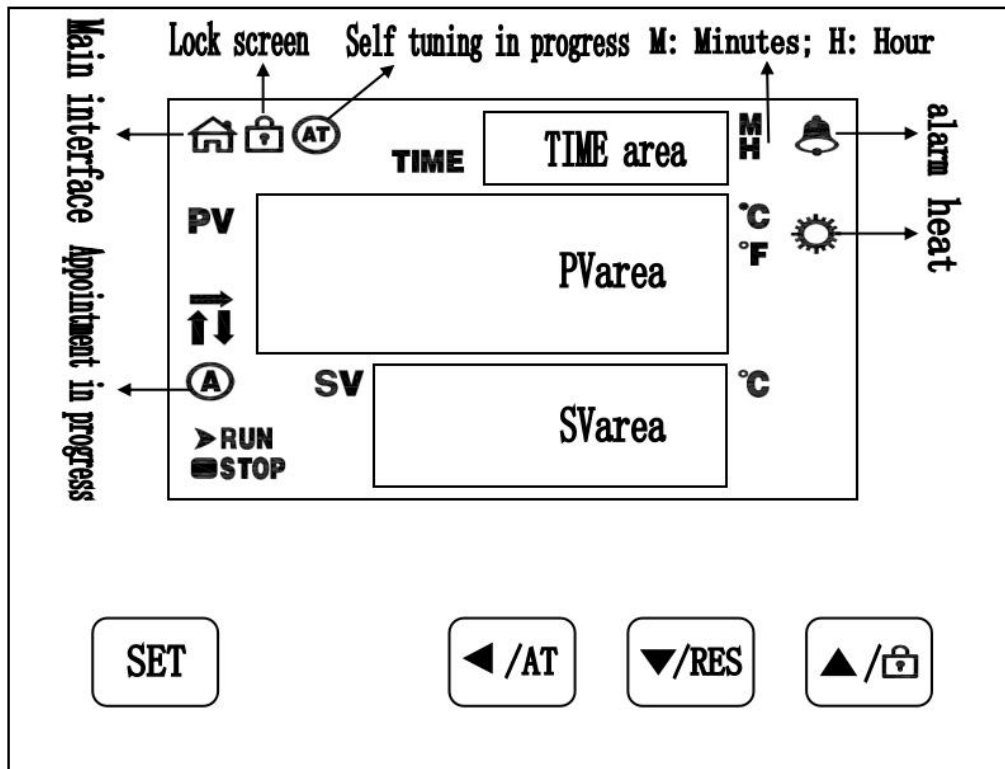 Lock screen
Self tuning in progress
M: Minutes; H: Hour
Main interface
AT
TIME
TIME area
M
H
alarm
PV
PVarea
°C
°F
heat
Appointment in progress
A
SV
SVarea
°C
RUN
STOP
SET
◀/AT
▼/RES
▲/